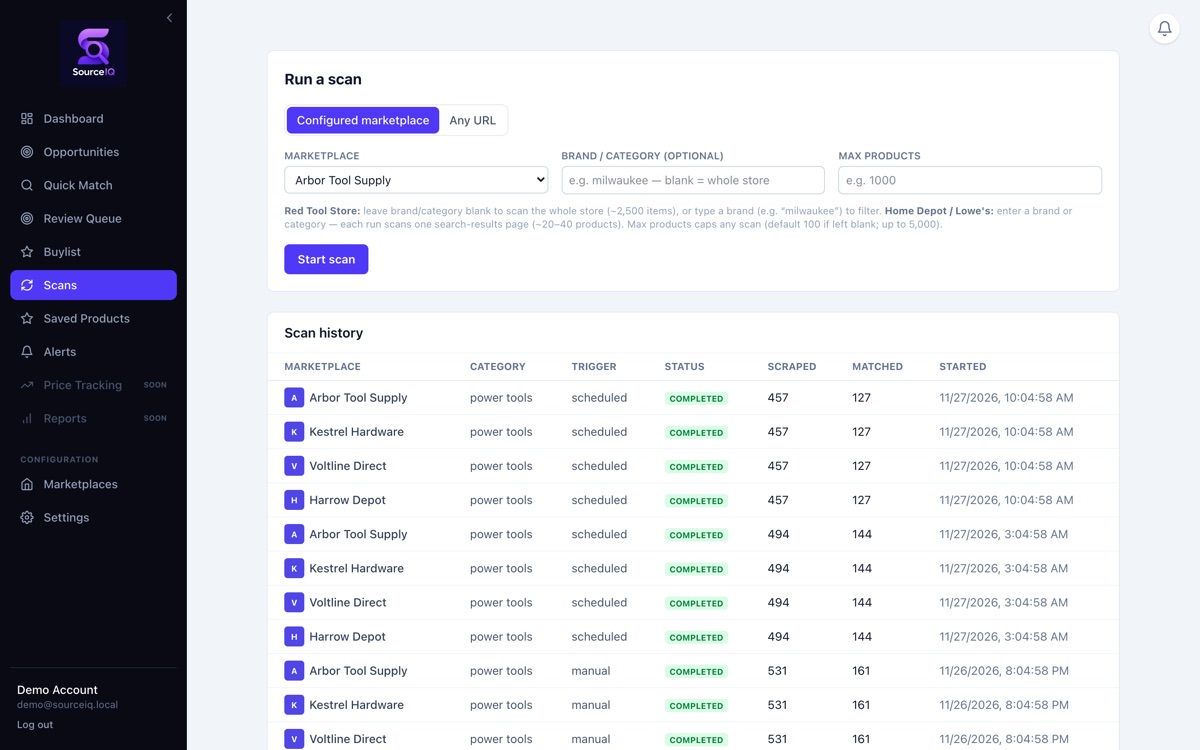 SourceIQ
Dashboard
Opportunities
Quick Match
Review Queue
Buylist
Scans
Saved Products
Alerts
Price Tracking SOON
Reports SOON
CONFIGURATION
Marketplaces
Settings
Demo Account
demo@sourceiq.local
Log out
Run a scan
Configured marketplace Any URL
MARKETPLACE BRAND / CATEGORY (OPTIONAL) MAX PRODUCTS
Arbor Tool Supply e.g. milwaukee — blank = whole store e.g. 1000
Red Tool Store: leave brand/category blank to scan the whole store (~2,500 items), or type a brand (e.g. “milwaukee”) to filter. Home Depot / Lowe's: enter a brand or
category — each run scans one search-results page (~20–40 products). Max products caps any scan (default 100 if left blank; up to 5,000).
Start scan
Scan history
MARKETPLACE CATEGORY TRIGGER STATUS SCRAPED MATCHED STARTED
A Arbor Tool Supply power tools scheduled COMPLETED 457 127 11/27/2026, 10:04:58 AM
K Kestrel Hardware power tools scheduled COMPLETED 457 127 11/27/2026, 10:04:58 AM
V Voltline Direct power tools scheduled COMPLETED 457 127 11/27/2026, 10:04:58 AM
H Harrow Depot power tools scheduled COMPLETED 457 127 11/27/2026, 10:04:58 AM
A Arbor Tool Supply power tools scheduled COMPLETED 494 144 11/27/2026, 3:04:58 AM
K Kestrel Hardware power tools scheduled COMPLETED 494 144 11/27/2026, 3:04:58 AM
V Voltline Direct power tools scheduled COMPLETED 494 144 11/27/2026, 3:04:58 AM
H Harrow Depot power tools scheduled COMPLETED 494 144 11/27/2026, 3:04:58 AM
A Arbor Tool Supply power tools manual COMPLETED 531 161 11/26/2026, 8:04:58 PM
K Kestrel Hardware power tools manual COMPLETED 531 161 11/26/2026, 8:04:58 PM
V Voltline Direct power tools manual COMPLETED 531 161 11/26/2026, 8:04:58 PM